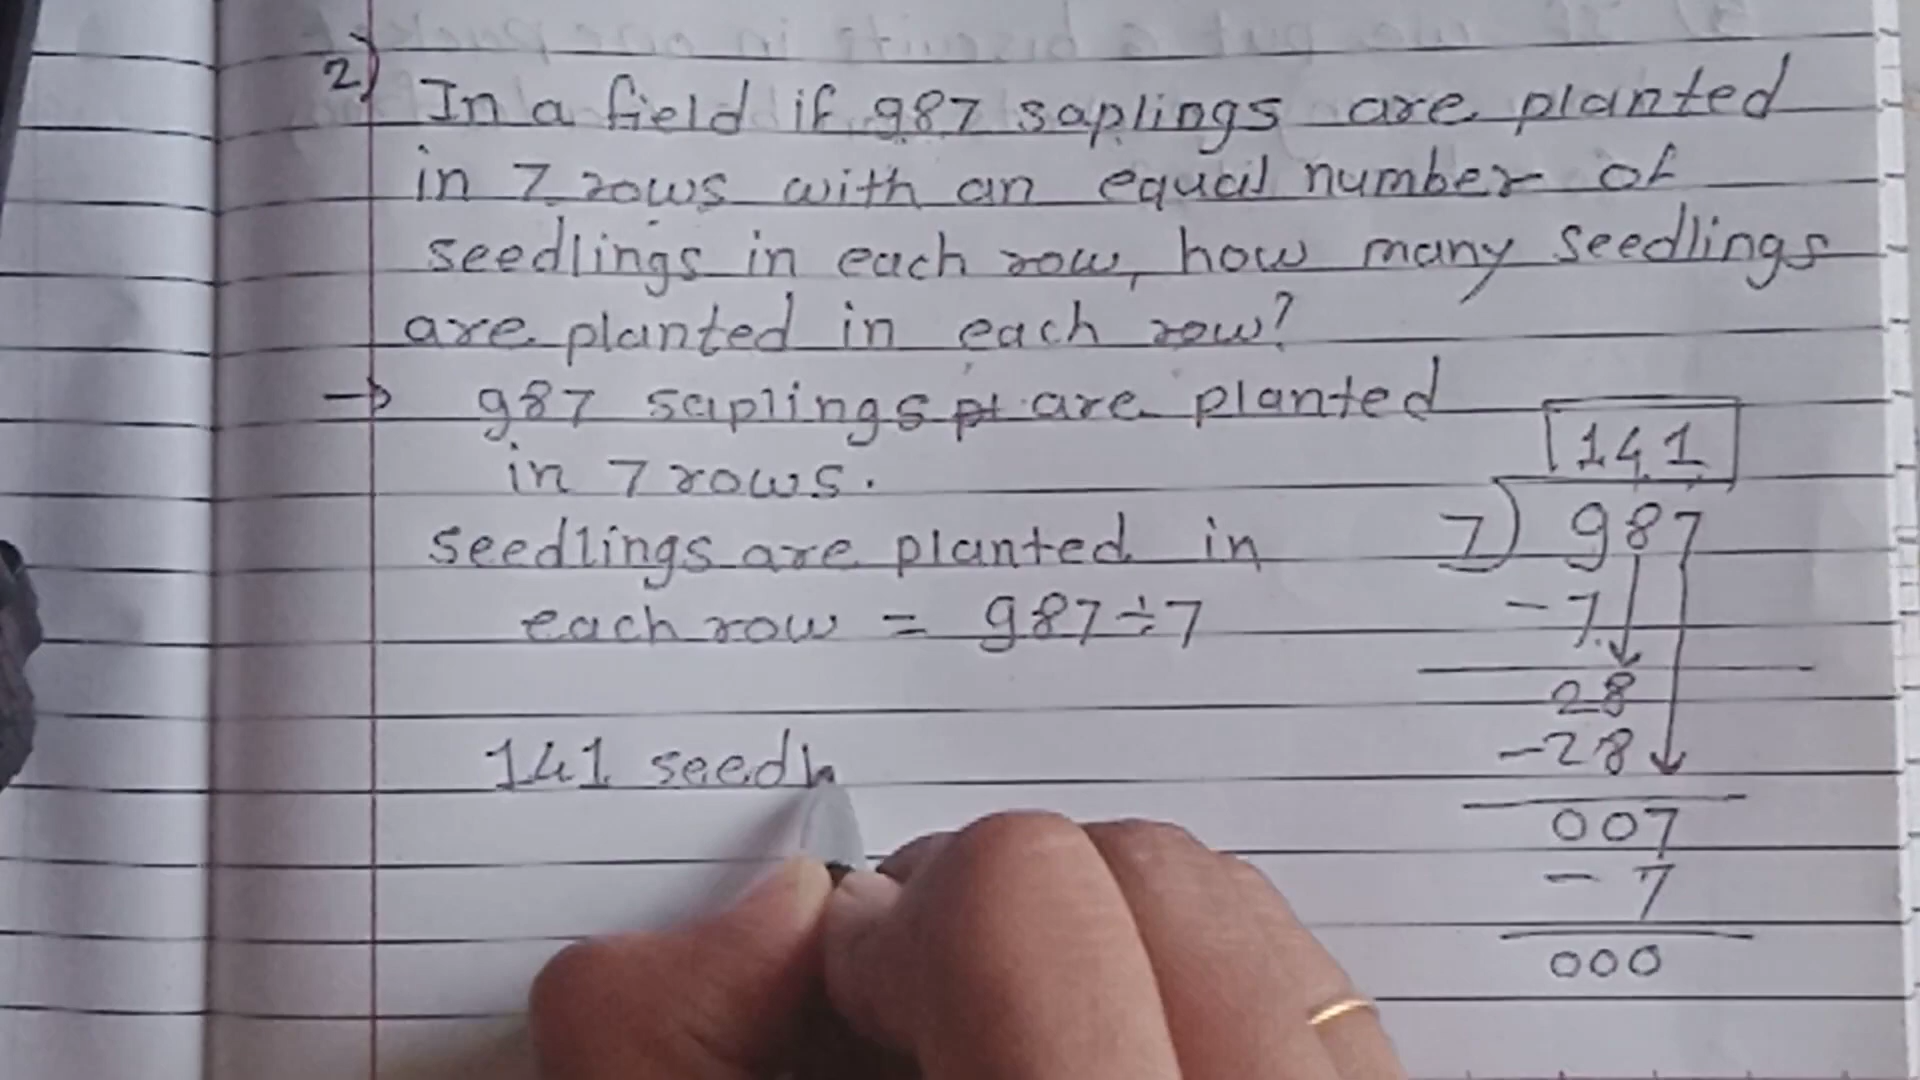 2) In a field if 987 saplings are planted
in 7 rows with an equal number of
seedlings in each row, how many seedlings
are planted in each row?
→ 987 saplings are planted
in 7 rows.
seedlings are planted in
each row = 987÷7
141 seedl
141
7) 987
-7
28
-28
007
- 7
000